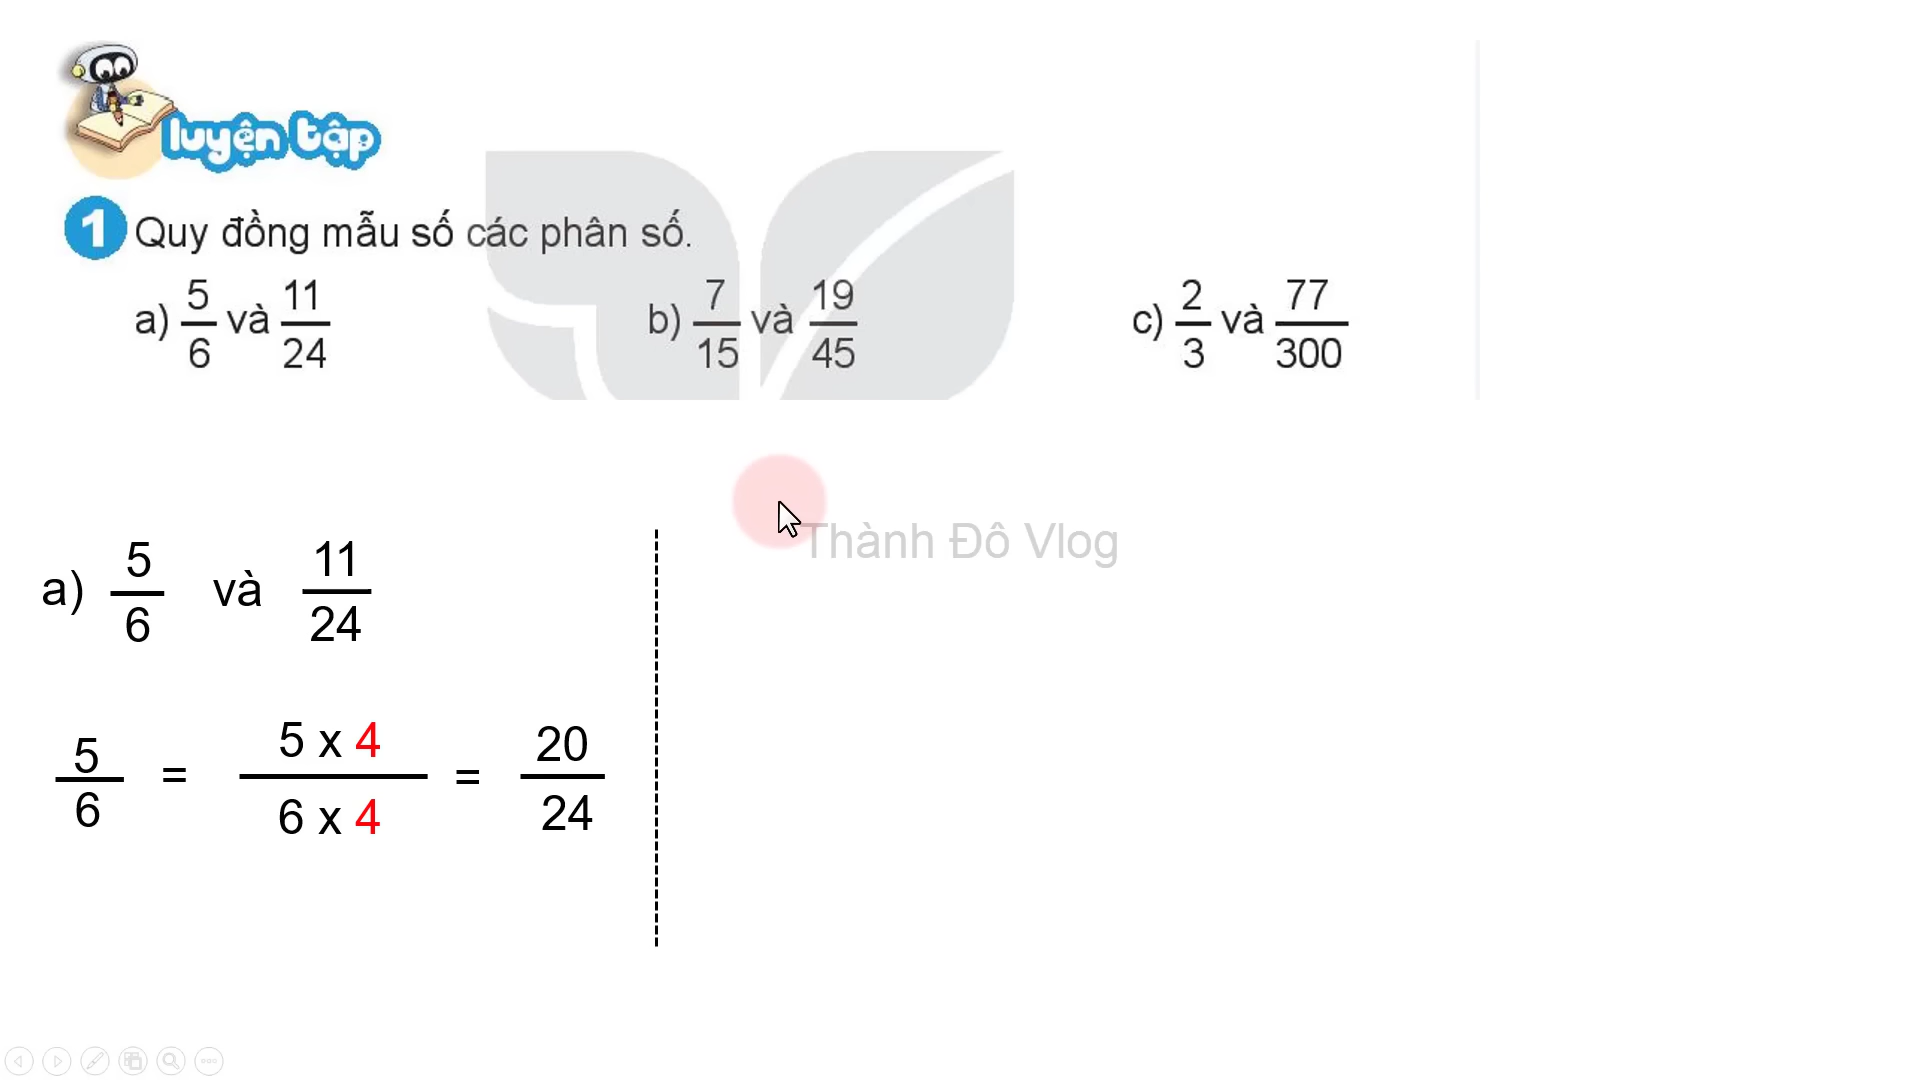 luyện tập
1 Quy đồng mẫu số các phân số.
a) 5/6 và 11/24 b) 7/15 và 19/45 c) 2/3 và 77/300
Thành Đô Vlog
a) 5/6 và 11/24
5/6 = 5 x 4/6 x 4 = 20/24